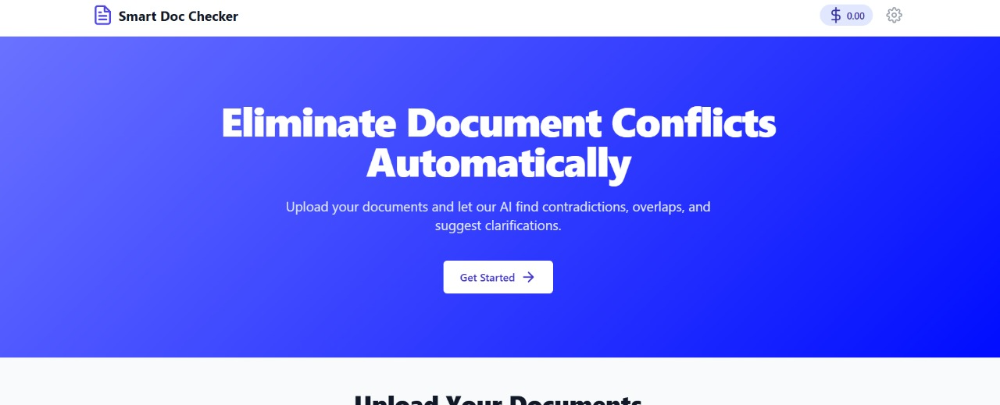 Smart Doc Checker
$ 0.00
Eliminate Document Conflicts
Automatically
Upload your documents and let our AI find contradictions, overlaps, and
suggest clarifications.
Get Started
Upload Your Documents